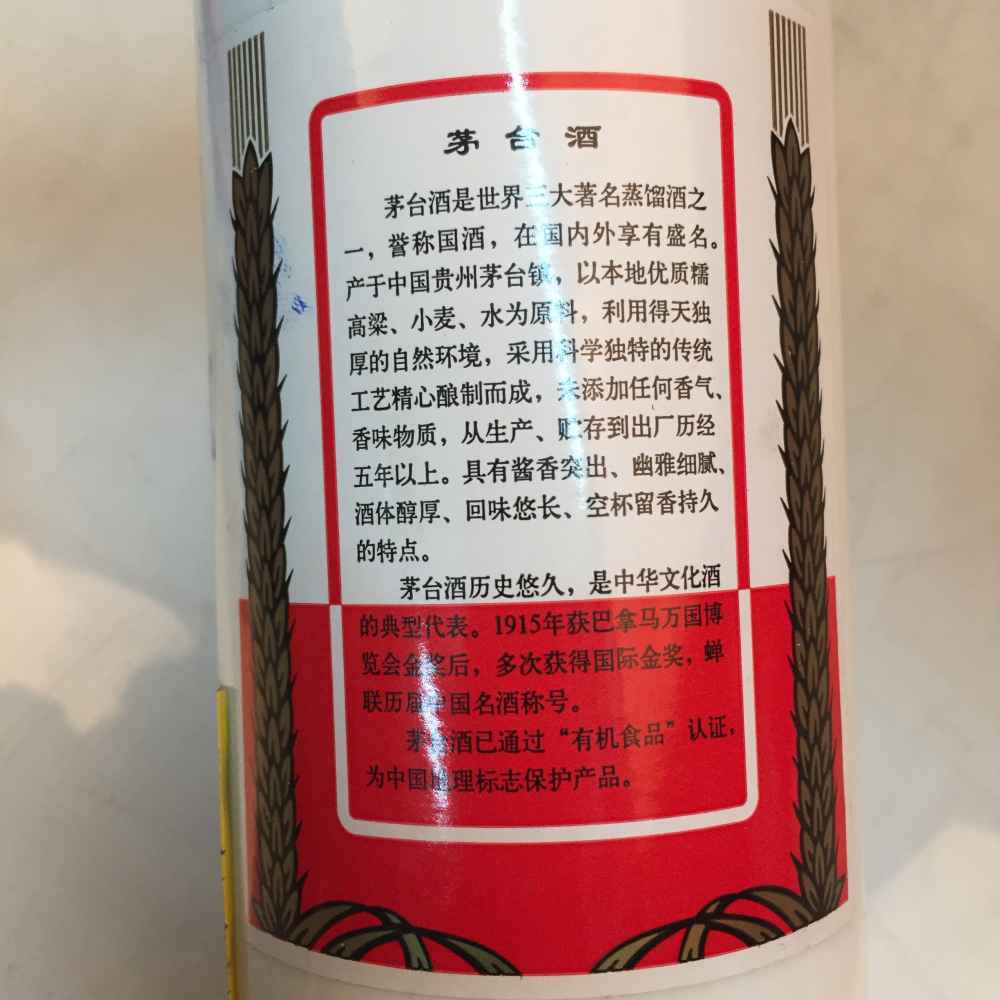 茅台酒
茅台酒是世界三大著名蒸馏酒之
一，誉称国酒，在国内外享有盛名。
产于中国贵州茅台镇，以本地优质糯
高粱、小麦、水为原料，利用得天独
厚的自然环境，采用科学独特的传统
工艺精心酿制而成，未添加任何香气、
香味物质，从生产、贮存到出厂历经
五年以上。具有酱香突出、幽雅细腻、
酒体醇厚、回味悠长、空杯留香持久
的特点。
茅台酒历史悠久，是中华文化酒
的典型代表。1915年获巴拿马万国博
览会金奖后，多次获得国际金奖，蝉
联历届中国名酒称号。
茅台酒已通过“有机食品”认证，
为中国地理标志保护产品。